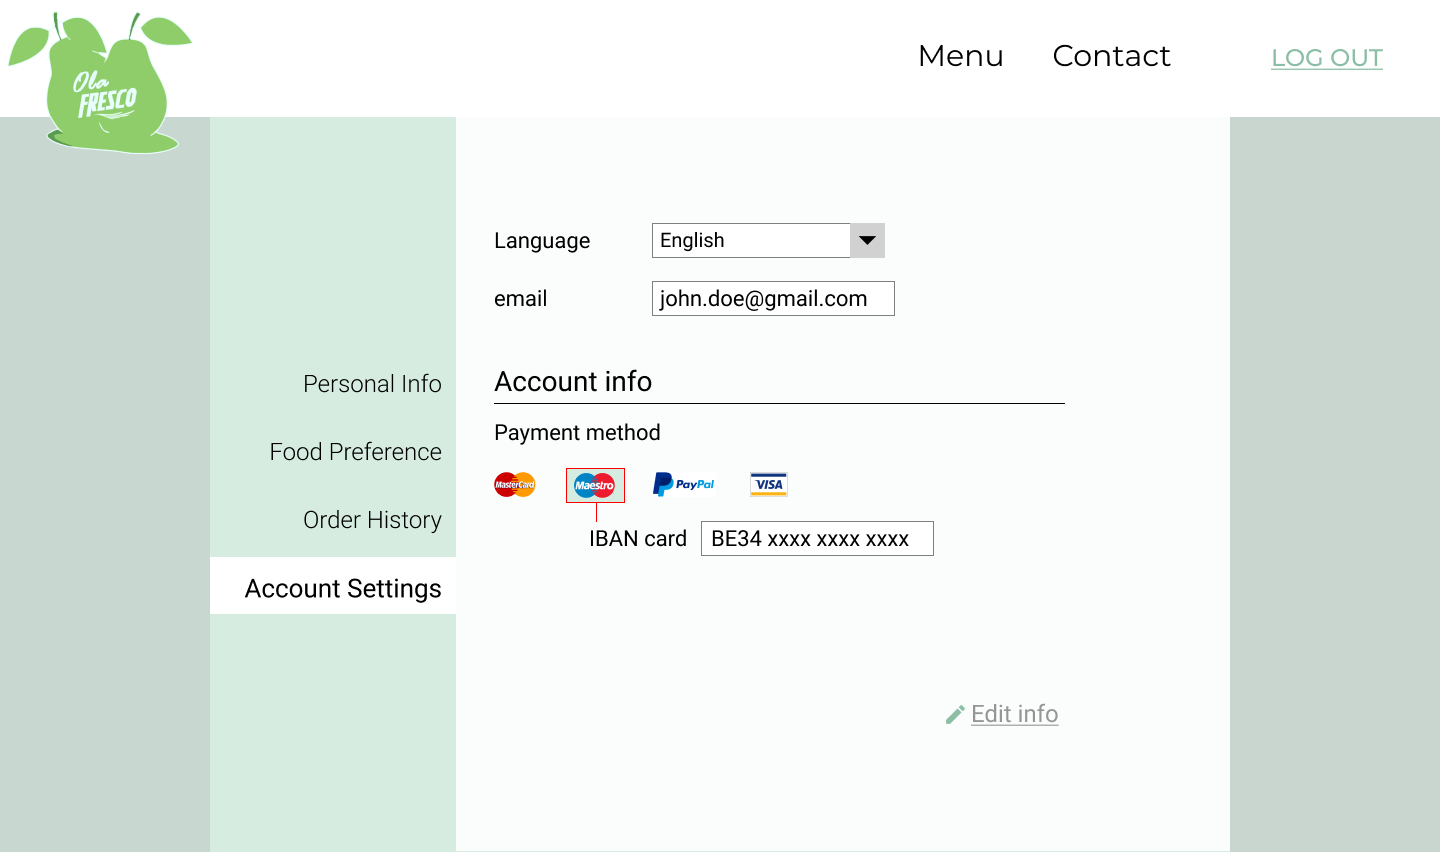 Ola
FRESCO
Menu
Contact
LOG OUT
Language
English
email
john.doe@gmail.com
Personal Info
Food Preference
Order History
Account Settings
Account info
Payment method
MasterCard
Maestro
PayPal
VISA
IBAN card
BE34 xxxx xxxx xxxx
Edit info